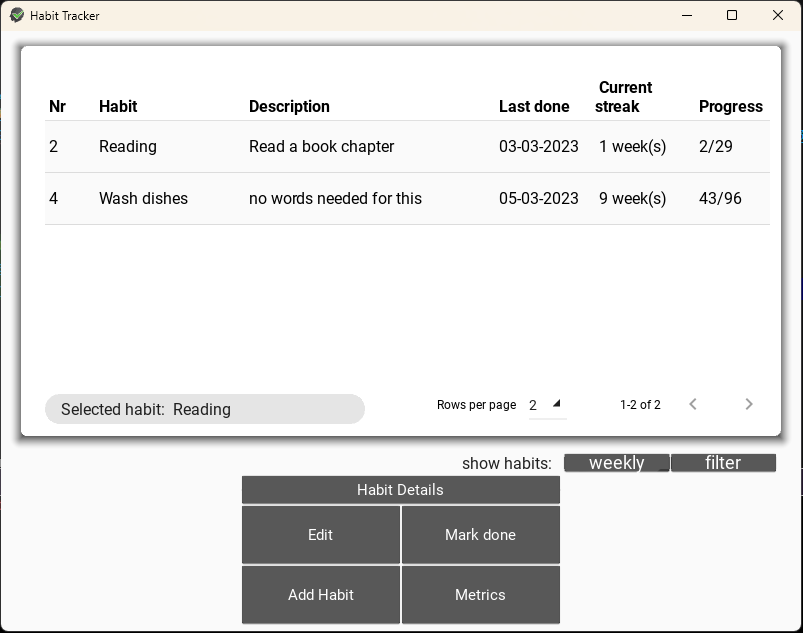 Habit Tracker
Nr Habit Description Last done Current streak Progress
2 Reading Read a book chapter 03-03-2023 1 week(s) 2/29
4 Wash dishes no words needed for this 05-03-2023 9 week(s) 43/96
Selected habit: Reading Rows per page 2 1-2 of 2
show habits: weekly filter
Habit Details
Edit Mark done
Add Habit Metrics